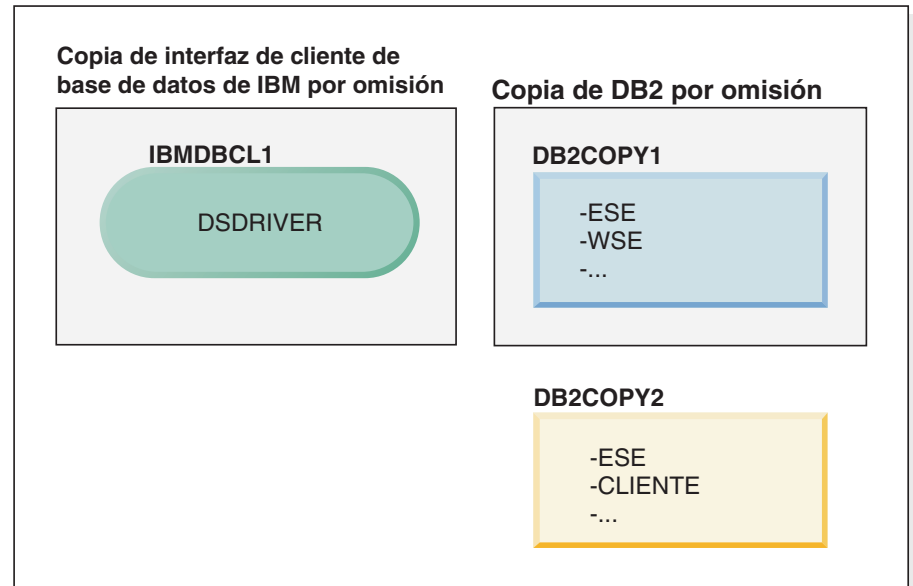 Copia de interfaz de cliente de
base de datos de IBM por omisión
IBMDBCL1
DSDRIVER
Copia de DB2 por omisión
DB2COPY1
-ESE
-WSE
-...
DB2COPY2
-ESE
-CLIENTE
-...